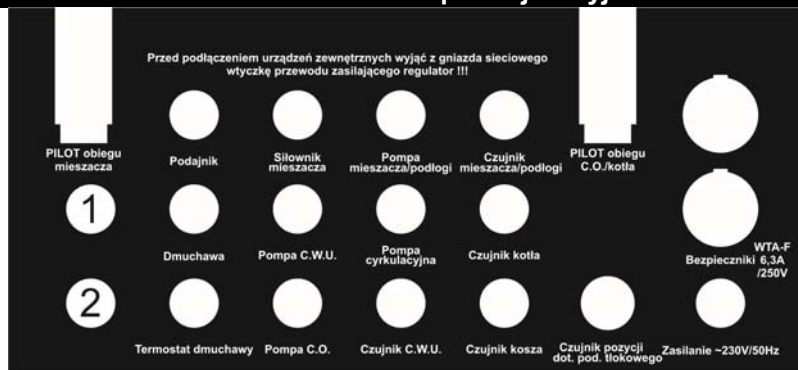 Przed podłączeniem urządzeń zewnętrznych wyjąć z gniazda sieciowego
wtyczkę przewodu zasilającego regulator !!!
PILOT obiegu
mieszacza
Podajnik
Siłownik
mieszacza
Pompa
mieszacza/podłogi
Czujnik
mieszacza/podłogi
PILOT obiegu
C.O./kotła
1
Dmuchawa
Pompa C.W.U.
Pompa
cyrkulacyjna
Czujnik kotła
Bezpieczniki
WTA-F
6,3A
/250V
2
Termostat dmuchawy
Pompa C.O.
Czujnik C.W.U.
Czujnik kosza
Czujnik pozycji
dot. pod. tłokowego
Zasilanie ~230V/50Hz